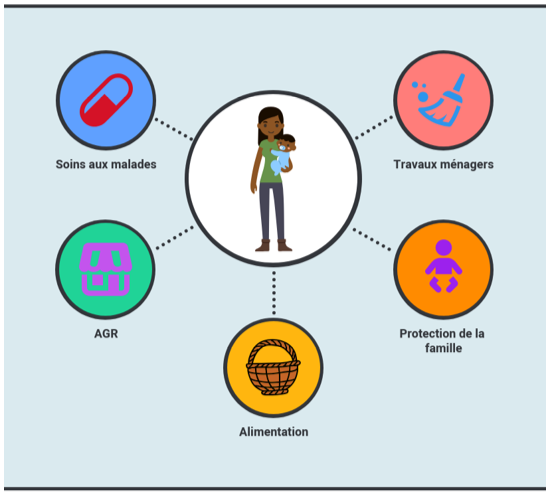 Soins aux malades
Travaux ménagers
AGR
Protection de la
famille
Alimentation